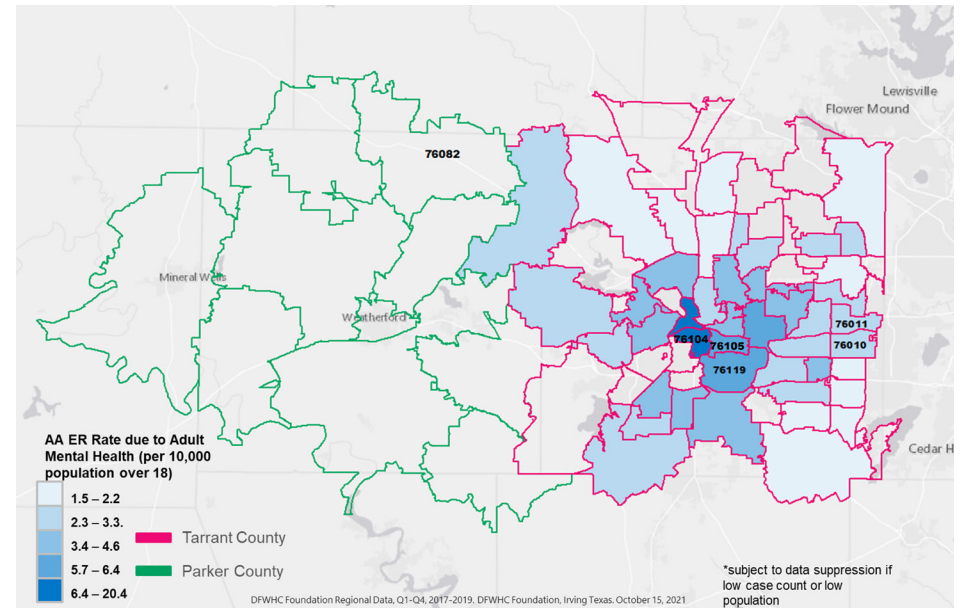 Lewisville
Flower Mound
76082
Mineral Wells
Weatherford
76011
76104
76105
76010
76119
AA ER Rate due to Adult
Mental Health (per 10,000
population over 18)
1.5 – 2.2
2.3 – 3.3.
3.4 – 4.6
5.7 – 6.4
6.4 – 20.4
Tarrant County
Parker County
Cedar H
*subject to data suppression if
low case count or low
population
DFWHC Foundation Regional Data, Q1-Q4, 2017-2019. DFWHC Foundation, Irving Texas. October 15, 2021